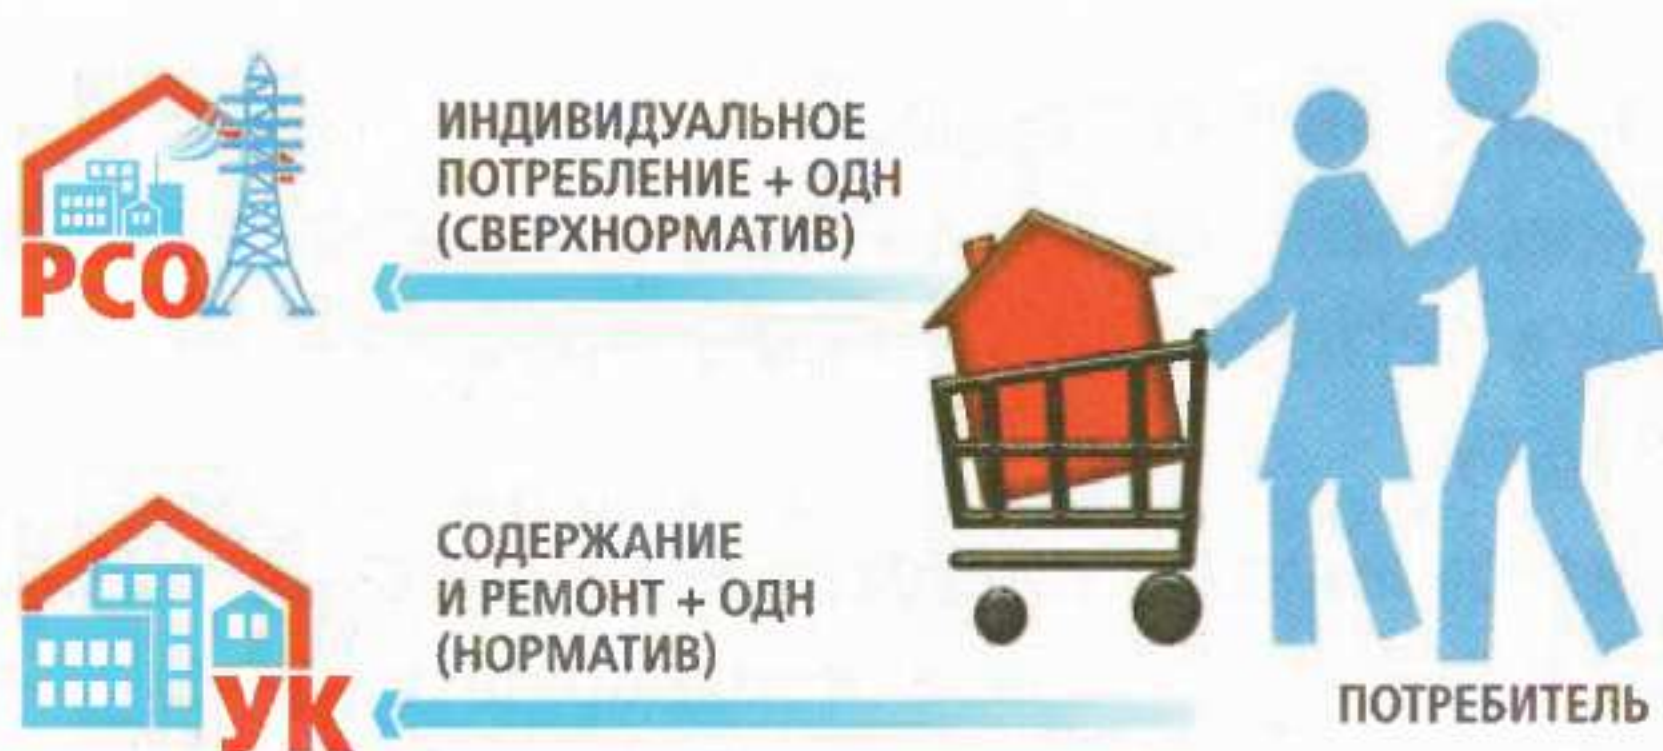 ИНДИВИДУАЛЬНОЕ
ПОТРЕБЛЕНИЕ + ОДН
(СВЕРХНОРМАТИВ)
РСО
СОДЕРЖАНИЕ
И РЕМОНТ + ОДН
(НОРМАТИВ)
УК
ПОТРЕБИТЕЛЬ